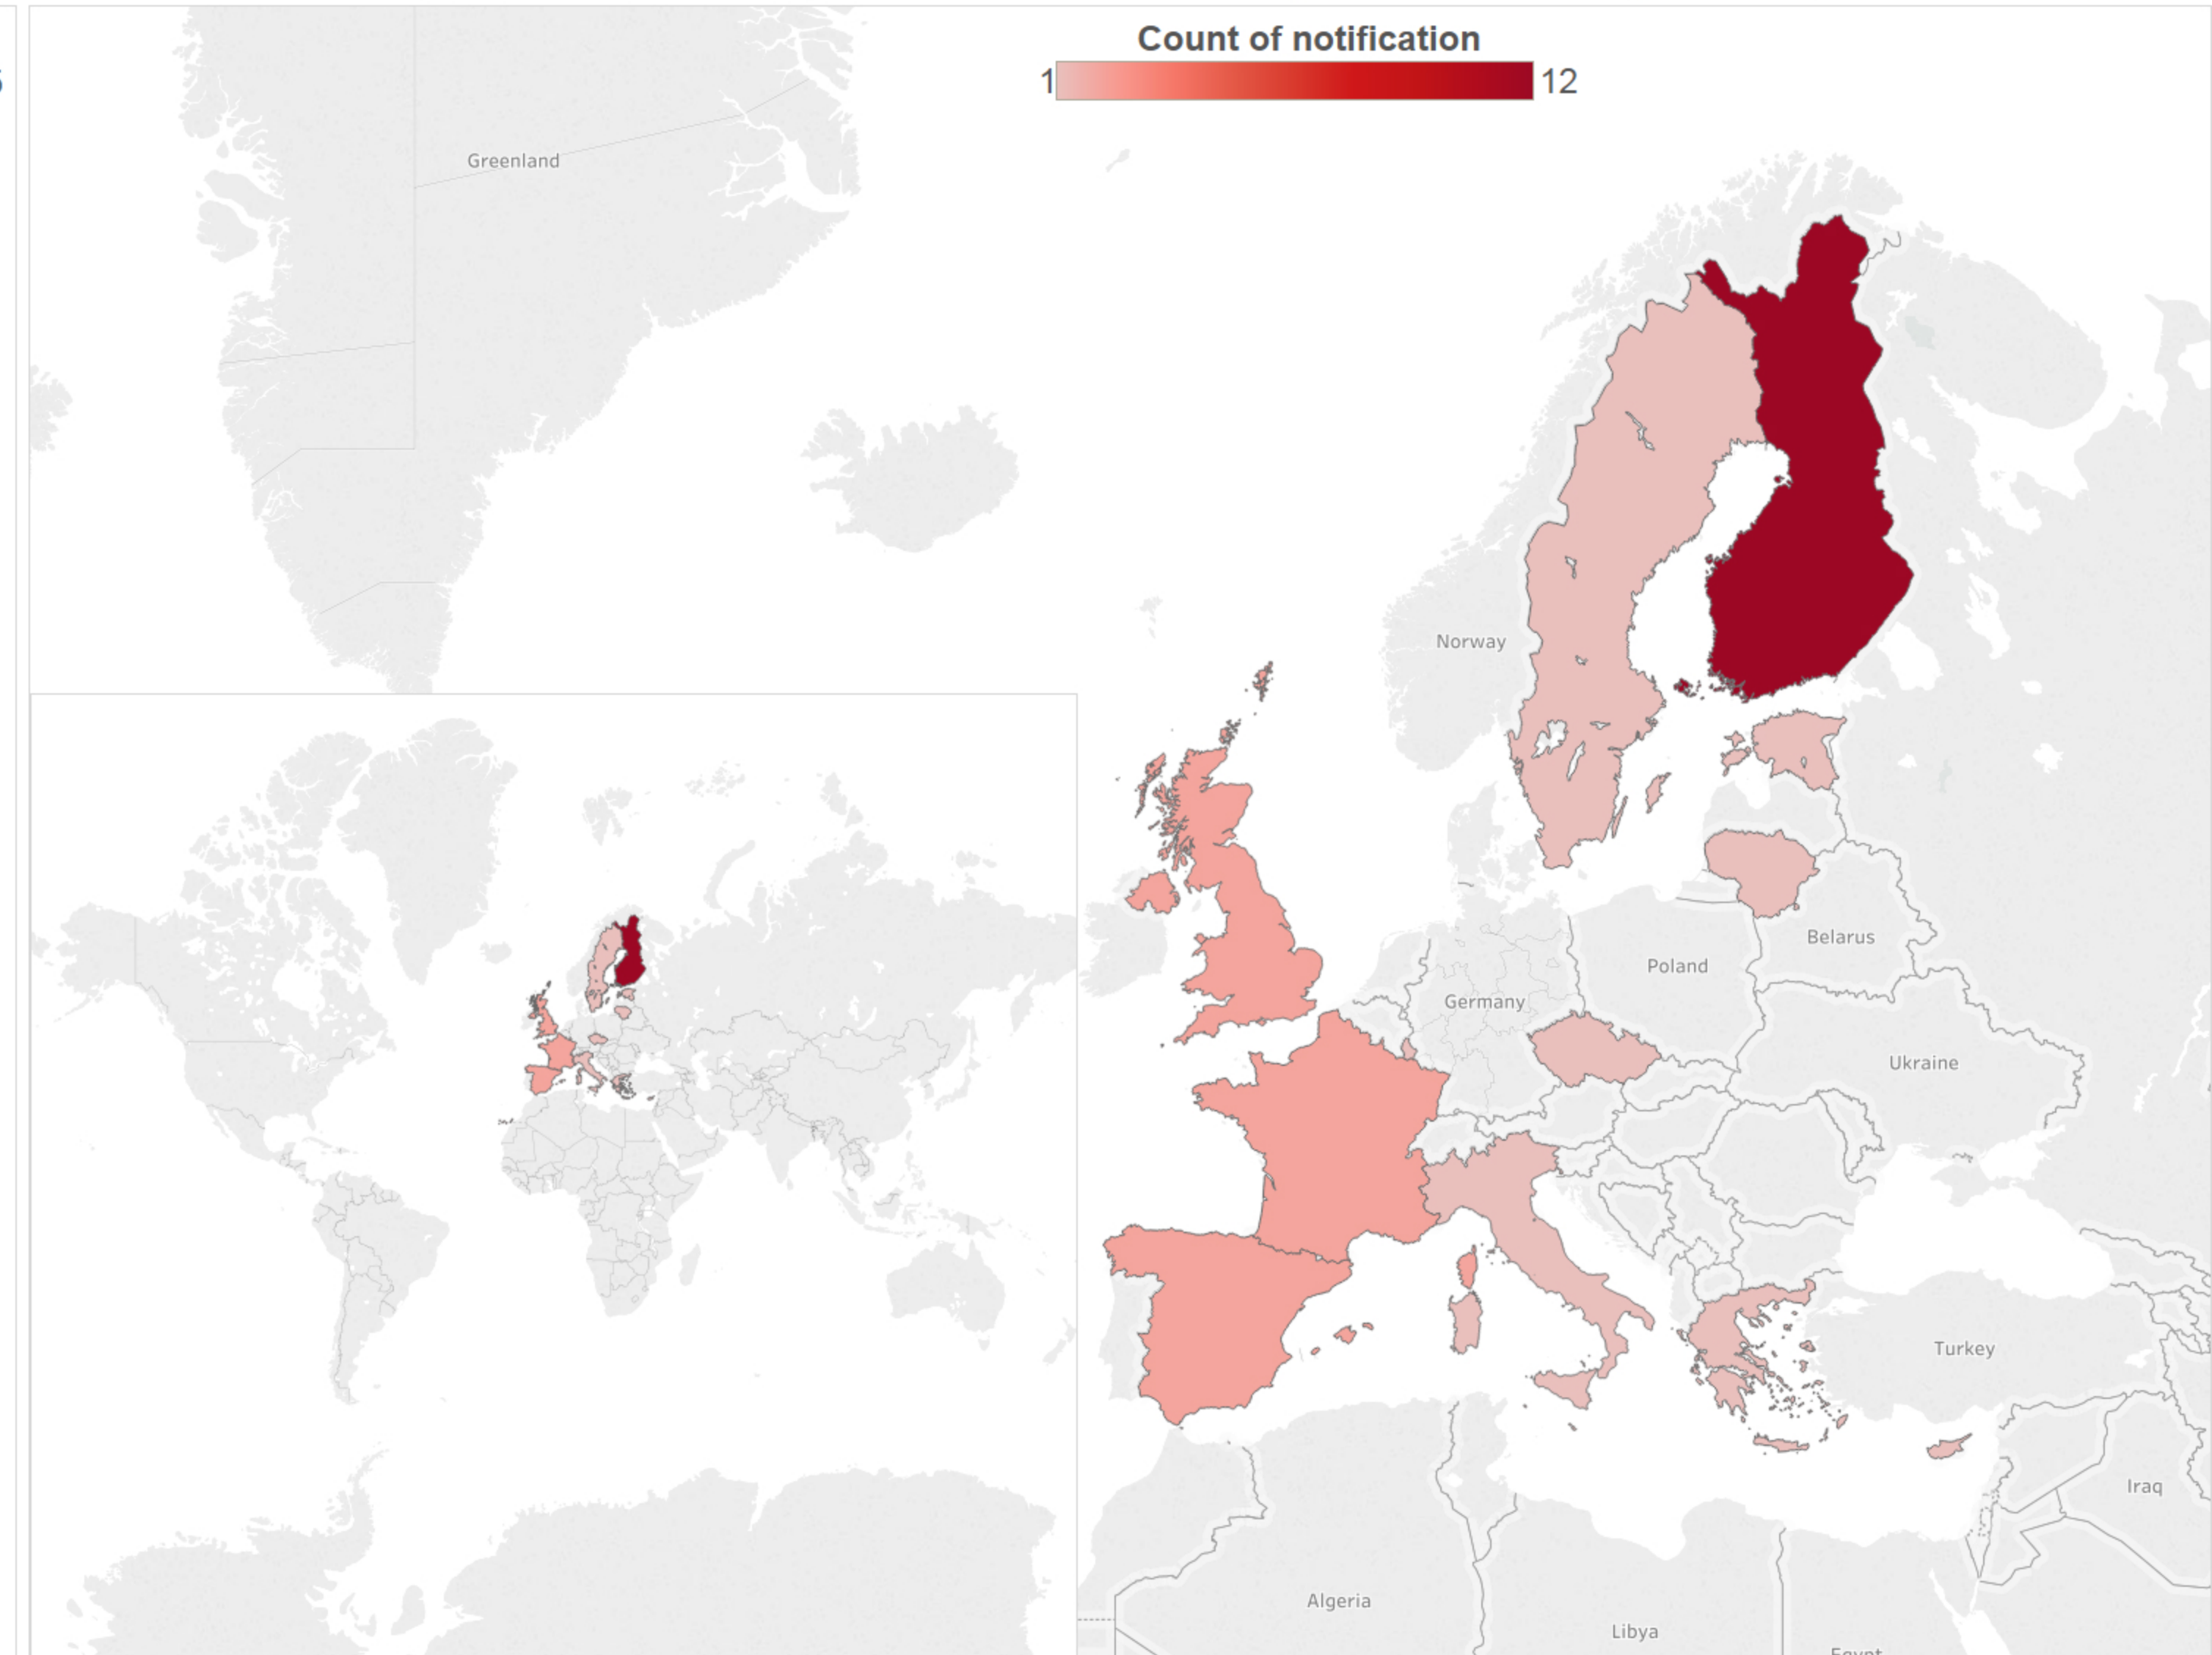 Count of notification
1 12
Greenland
Norway
Belarus
Poland
Germany
Ukraine
Turkey
Iraq
Algeria
Libya